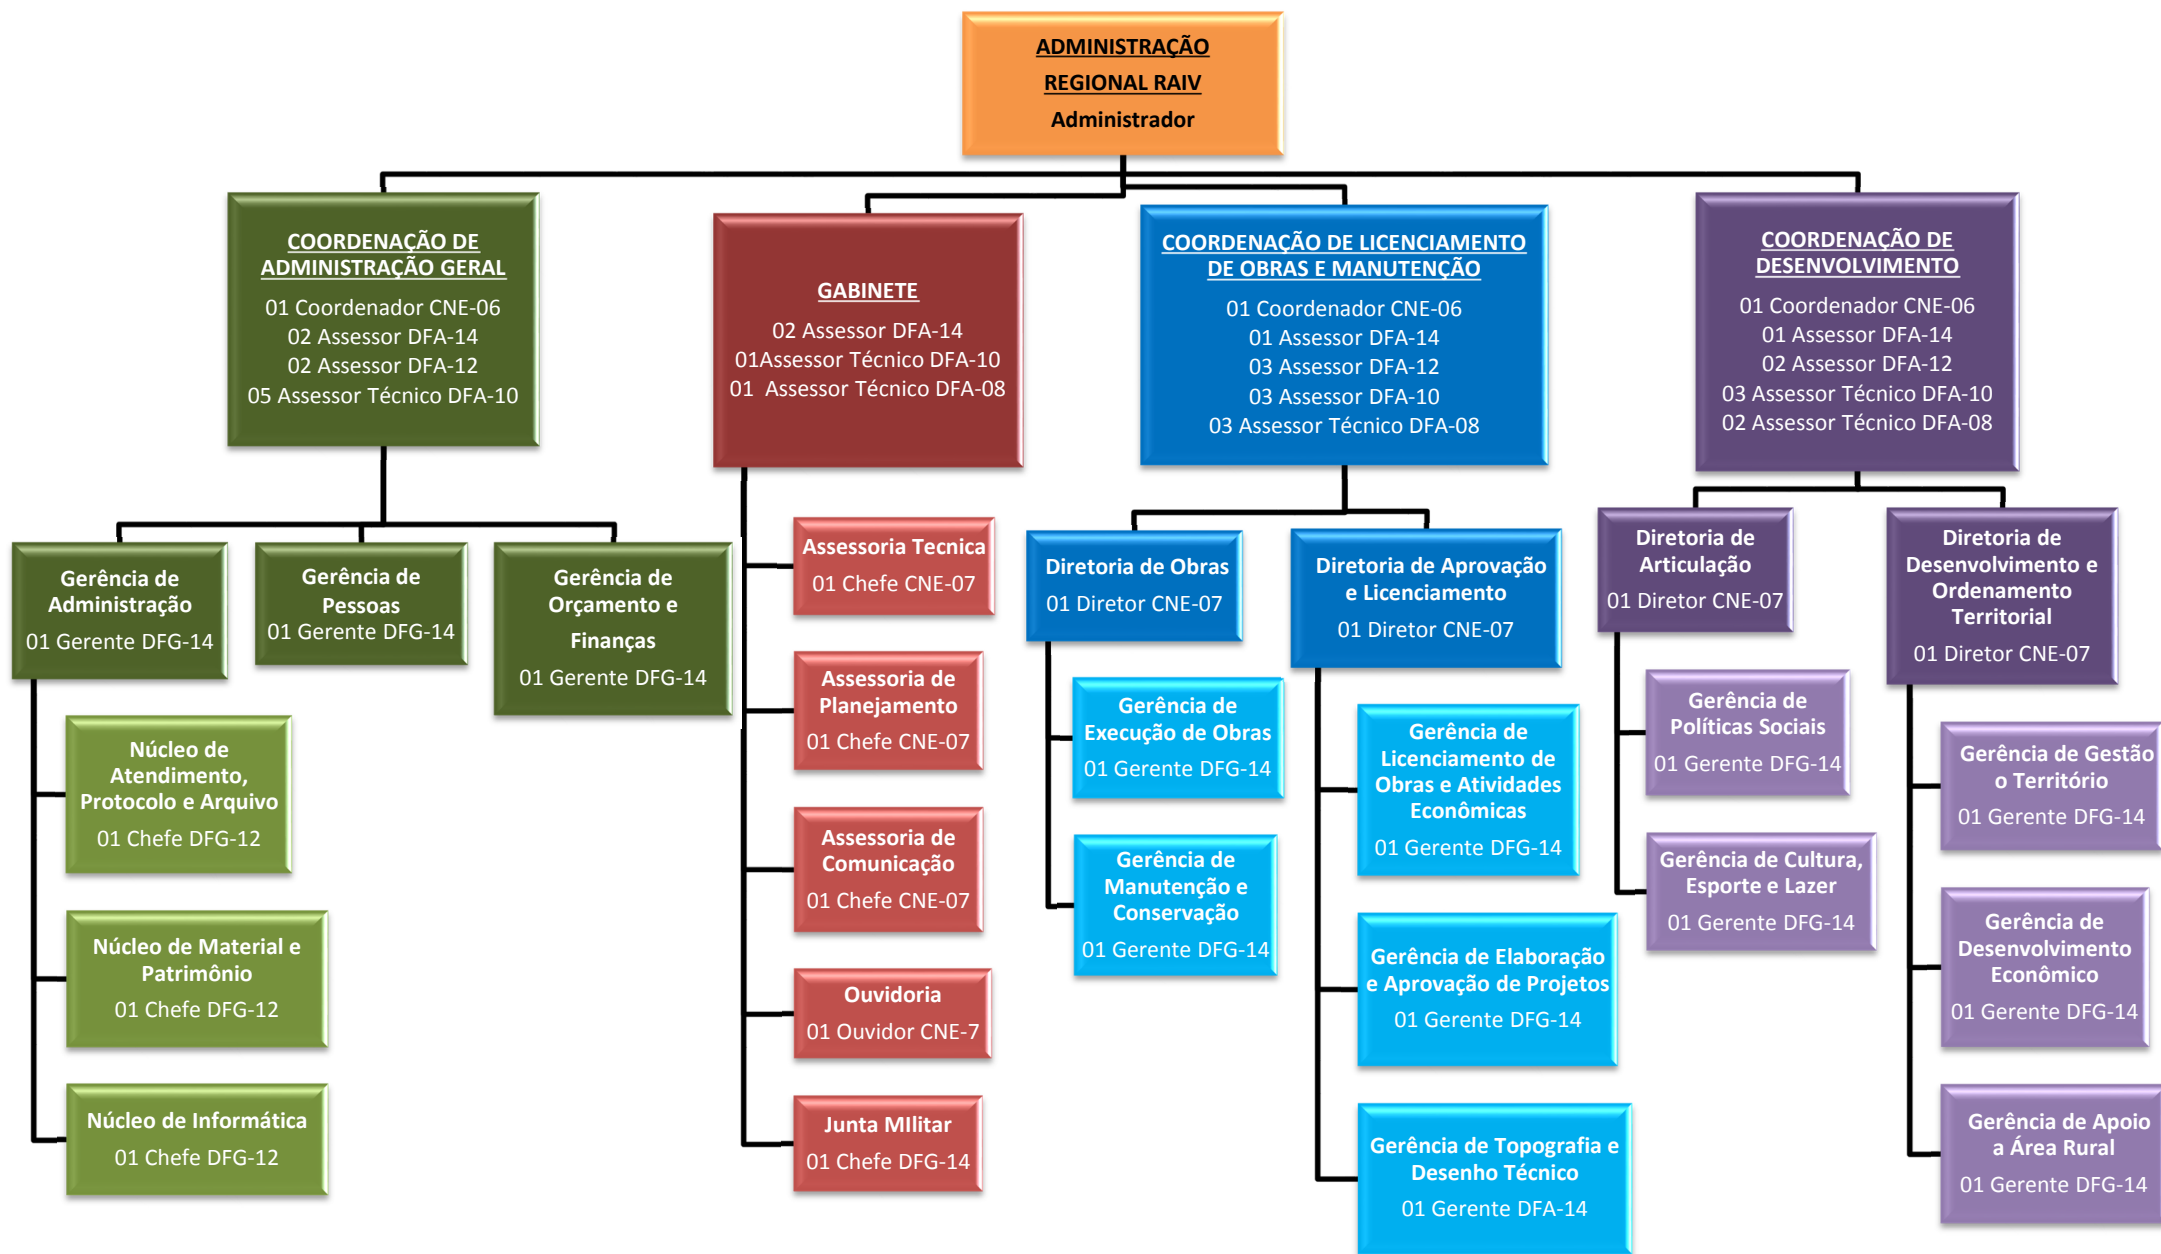 ADMINISTRAÇÃO
REGIONAL RAIV
Administrador
COORDENAÇÃO DE
ADMINISTRAÇÃO GERAL
01 Coordenador CNE-06
02 Assessor DFA-14
02 Assessor DFA-12
05 Assessor Técnico DFA-10
GABINETE
02 Assessor DFA-14
01Assessor Técnico DFA-10
01 Assessor Técnico DFA-08
COORDENAÇÃO DE LICENCIAMENTO
DE OBRAS E MANUTENÇÃO
01 Coordenador CNE-06
01 Assessor DFA-14
03 Assessor DFA-12
03 Assessor DFA-10
03 Assessor Técnico DFA-08
COORDENAÇÃO DE
DESENVOLVIMENTO
01 Coordenador CNE-06
01 Assessor DFA-14
02 Assessor DFA-12
03 Assessor Técnico DFA-10
02 Assessor Técnico DFA-08
Gerência de
Administração
01 Gerente DFG-14
Gerência de
Pessoas
01 Gerente DFG-14
Gerência de
Orçamento e
Finanças
01 Gerente DFG-14
Núcleo de
Atendimento,
Protocolo e Arquivo
01 Chefe DFG-12
Núcleo de Material e
Patrimônio
01 Chefe DFG-12
Núcleo de Informática
01 Chefe DFG-12
Assessoria Tecnica
01 Chefe CNE-07
Assessoria de
Planejamento
01 Chefe CNE-07
Assessoria de
Comunicação
01 Chefe CNE-07
Ouvidoria
01 Ouvidor CNE-7
Junta MIlitar
01 Chefe DFG-14
Diretoria de Obras
01 Diretor CNE-07
Gerência de
Execução de Obras
01 Gerente DFG-14
Gerência de
Manutenção e
Conservação
01 Gerente DFG-14
Diretoria de Aprovação
e Licenciamento
01 Diretor CNE-07
Gerência de
Licenciamento de
Obras e Atividades
Econômicas
01 Gerente DFG-14
Gerência de Elaboração
e Aprovação de Projetos
01 Gerente DFG-14
Gerência de Topografia e
Desenho Técnico
01 Gerente DFA-14
Diretoria de
Articulação
01 Diretor CNE-07
Gerência de
Políticas Sociais
01 Gerente DFG-14
Gerência de Cultura,
Esporte e Lazer
01 Gerente DFG-14
Diretoria de
Desenvolvimento e
Ordenamento
Territorial
01 Diretor CNE-07
Gerência de Gestão
o Território
01 Gerente DFG-14
Gerência de
Desenvolvimento
Econômico
01 Gerente DFG-14
Gerência de Apoio
a Área Rural
01 Gerente DFG-14